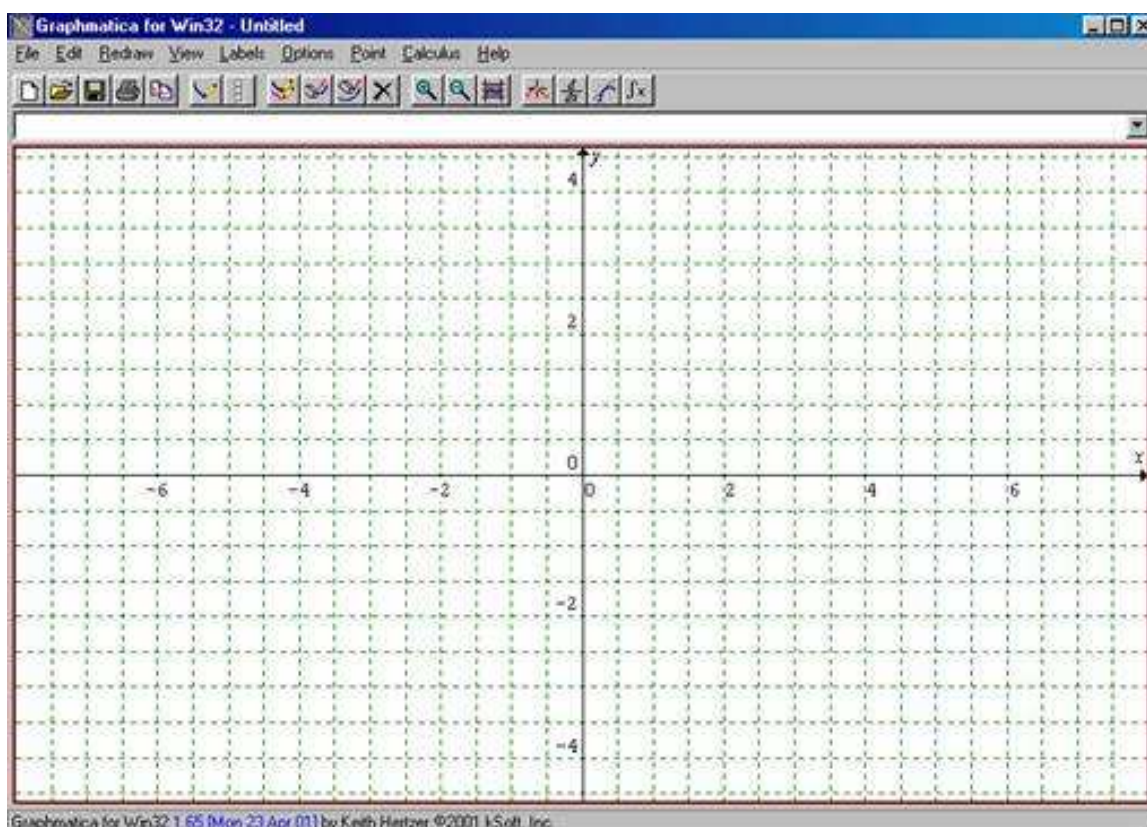 Graphmatica for Win32 - Untitled
File Edit Redraw View Labels Options Point Calculus Help
y
4
2
0
x
-6 -4 -2 0 2 4 6
-2
-4
Graphmatica for Win32 1.65 [Mon 23 Apr 01] by Keith Hertzer ©2001 kSoft, Inc.